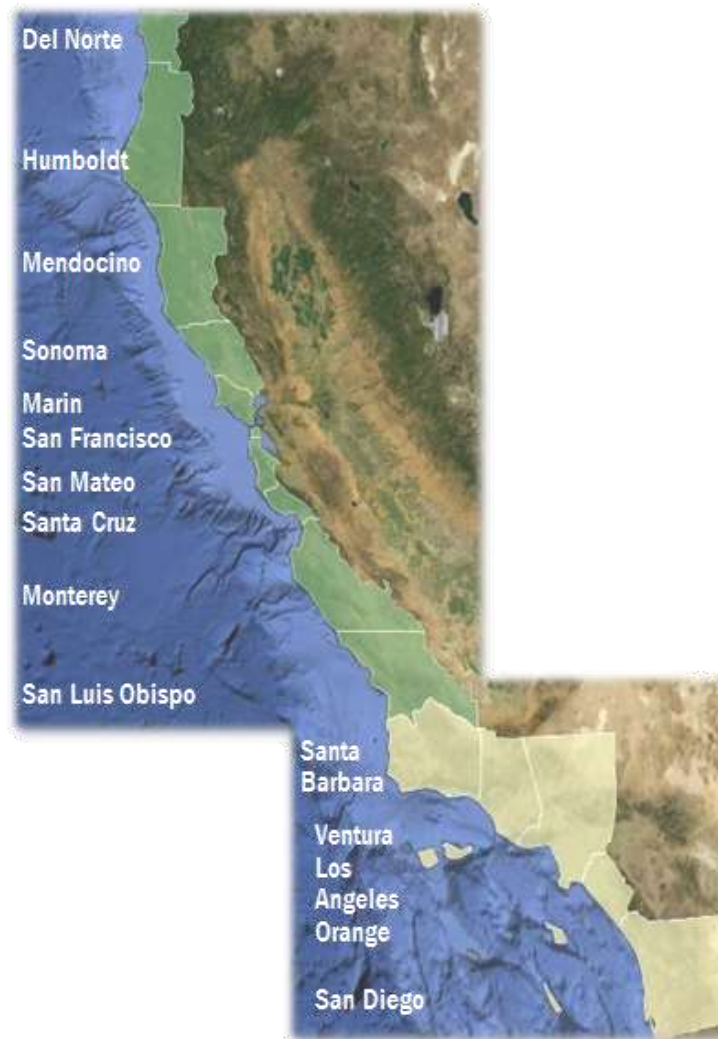 Del Norte
Humboldt
Mendocino
Sonoma
Marin
San Francisco
San Mateo
Santa Cruz
Monterey
San Luis Obispo
Santa
Barbara
Ventura
Los
Angeles
Orange
San Diego